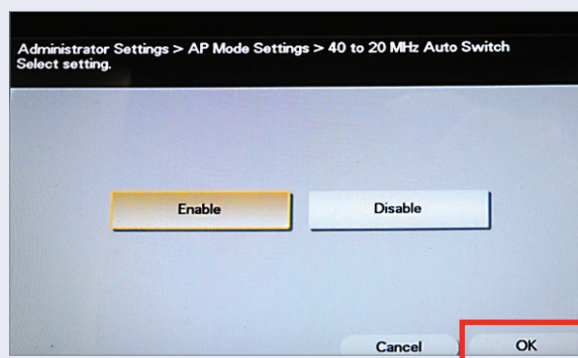 Administrator Settings > AP Mode Settings > 40 to 20 MHz Auto Switch
Select setting.
Enable
Disable
Cancel
OK